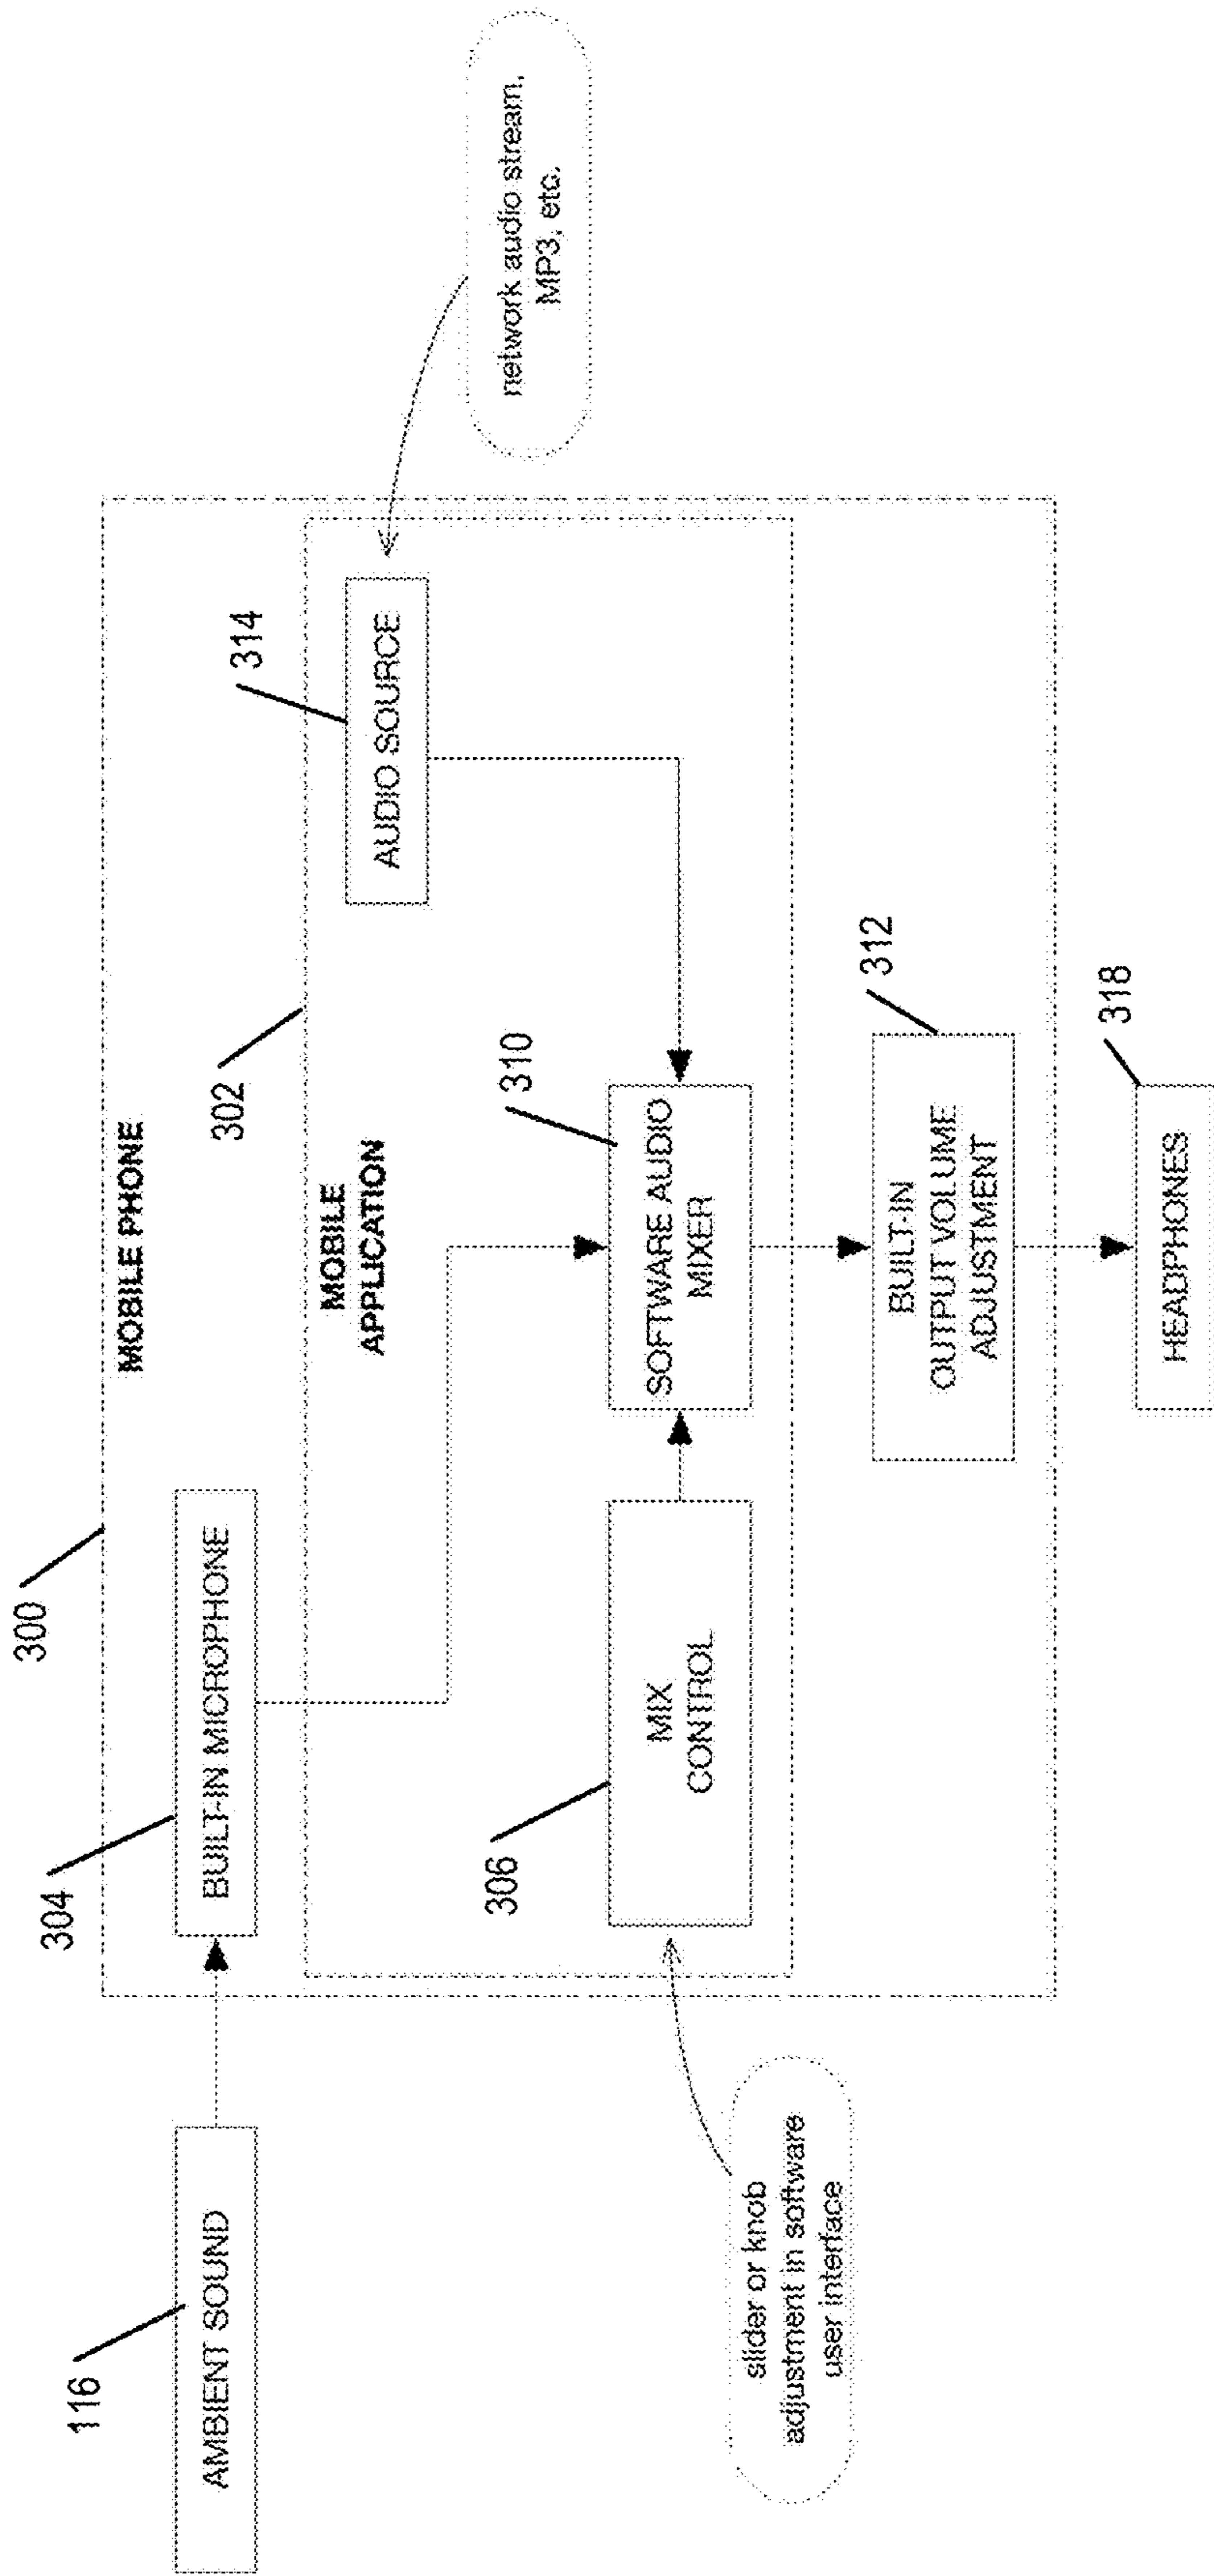 300
MOBILE PHONE
116
AMBIENT SOUND
304
BUILT-IN MICROPHONE
302
MOBILE
APPLICATION
314
AUDIO SOURCE
network audio stream,
MP3, etc.
306
MIX
CONTROL
310
SOFTWARE AUDIO
MIXER
slider or knob
adjustment in software
user interface
312
BUILT-IN
OUTPUT VOLUME
ADJUSTMENT
318
HEADPHONES